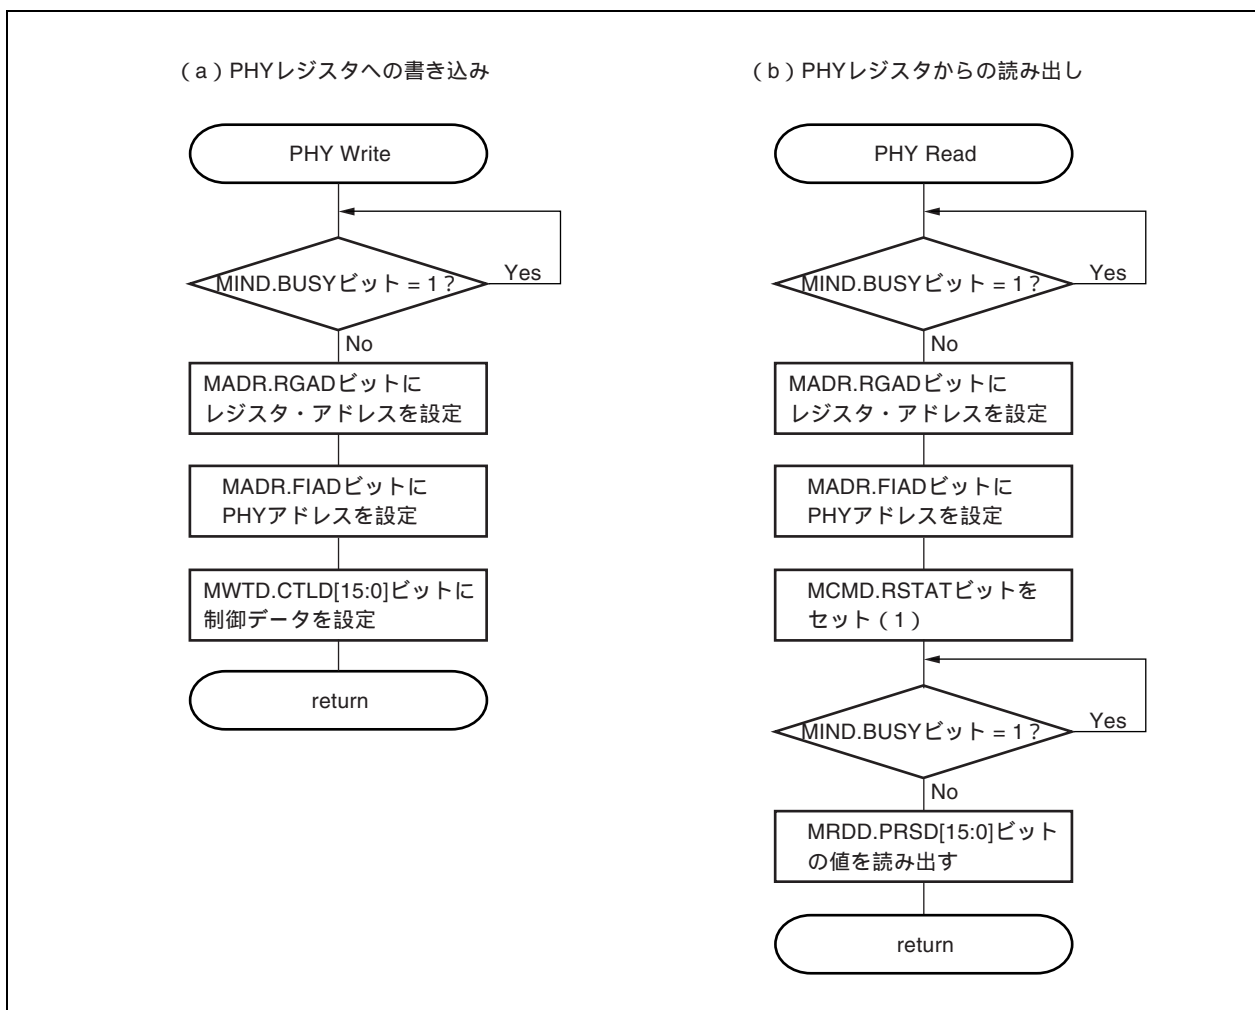 (a)PHYレジスタへの書き込み
PHY Write
MIND.BUSYビット = 1?
Yes
No
MADR.RGADビットに
レジスタ・アドレスを設定
MADR.FIADビットに
PHYアドレスを設定
MWTD.CTLD[15:0]ビットに
制御データを設定
return
(b)PHYレジスタからの読み出し
PHY Read
MIND.BUSYビット = 1?
Yes
No
MADR.RGADビットに
レジスタ・アドレスを設定
MADR.FIADビットに
PHYアドレスを設定
MCMD.RSTATビットを
セット(1)
MIND.BUSYビット = 1?
Yes
No
MRDD.PRSD[15:0]ビット
の値を読み出す
return